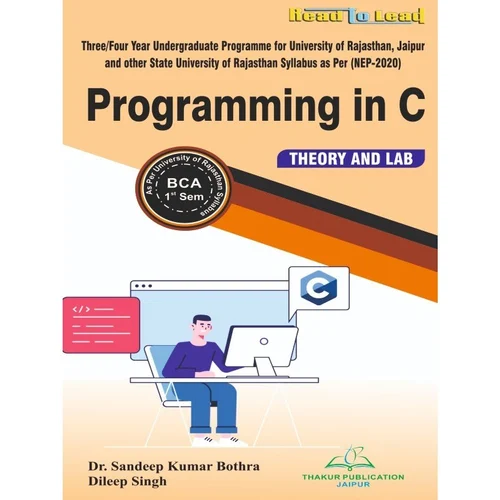 Read To Lead
Three/Four Year Undergraduate Programme for University of Rajasthan, Jaipur
and other State University of Rajasthan Syllabus as Per (NEP-2020)
Programming in C
THEORY AND LAB
As Per University of Rajasthan Syllabus
BCA
1st Sem
C
</>
Dr. Sandeep Kumar Bothra
Dileep Singh
THAKUR PUBLICATION
JAIPUR